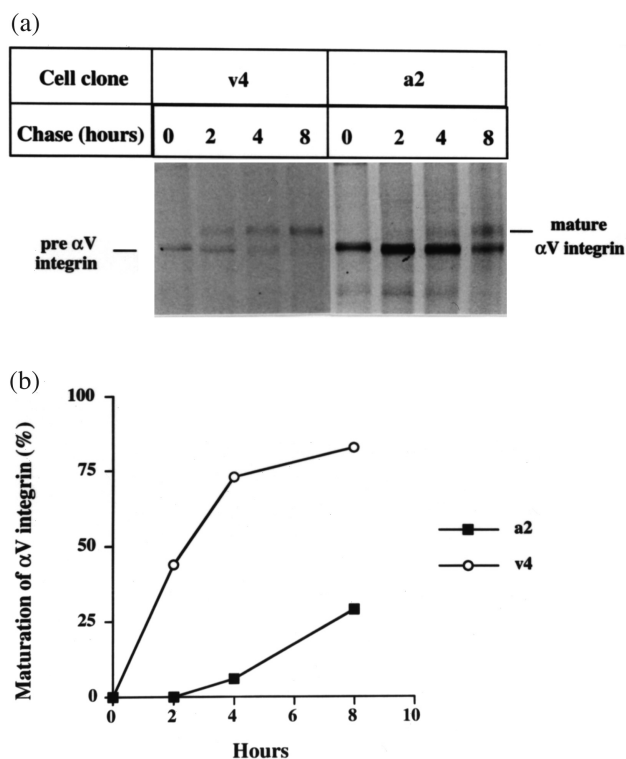 (a)
Cell clone v4 a2
Chase (hours) 0 2 4 8 0 2 4 8
pre αV
integrin
mature
αV integrin
(b)
Maturation of αV integrin (%)
100
75
50
25
0
0 2 4 6 8 10
Hours
a2
v4